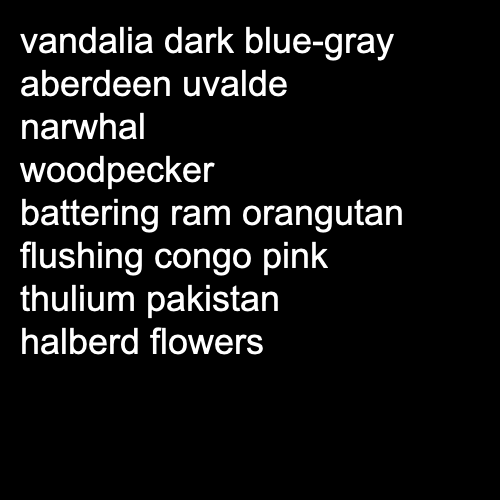 vandalia dark blue-gray
aberdeen uvalde
narwhal
woodpecker
battering ram orangutan
flushing congo pink
thulium pakistan
halberd flowers